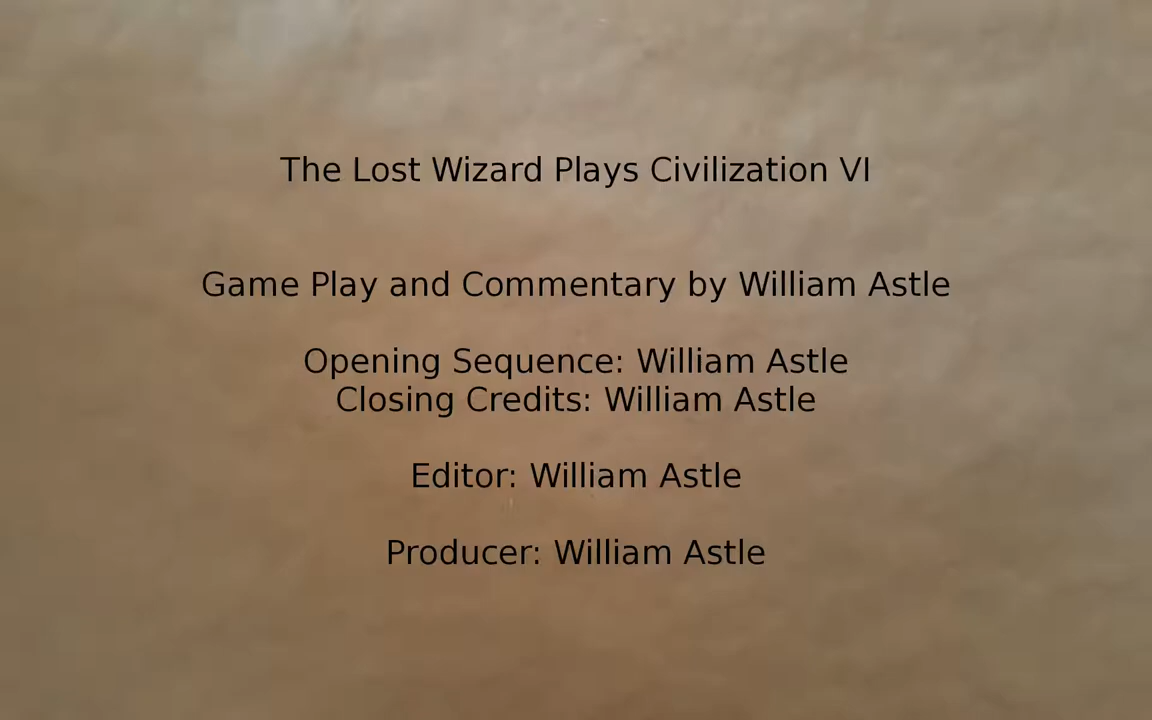 The Lost Wizard Plays Civilization VI
Game Play and Commentary by William Astle
Opening Sequence: William Astle
Closing Credits: William Astle
Editor: William Astle
Producer: William Astle